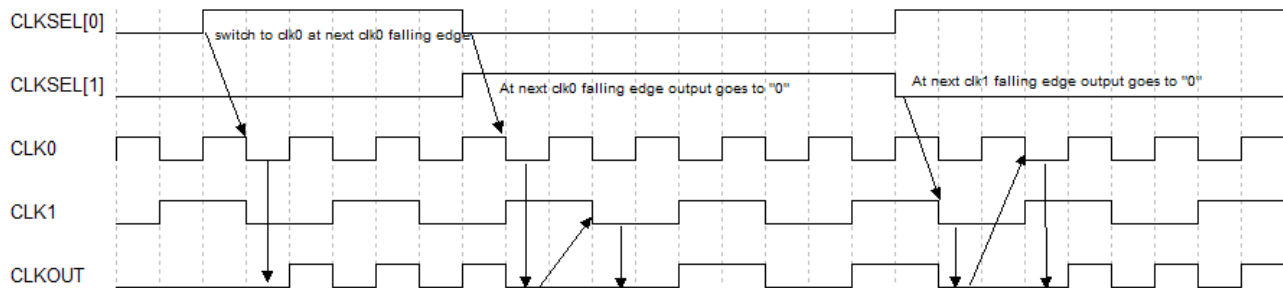 CLKSEL[0]
switch to clk0 at next clk0 falling edge
CLKSEL[1]
At next clk0 falling edge output goes to "0"
At next clk1 falling edge output goes to "0"
CLK0
CLK1
CLKOUT